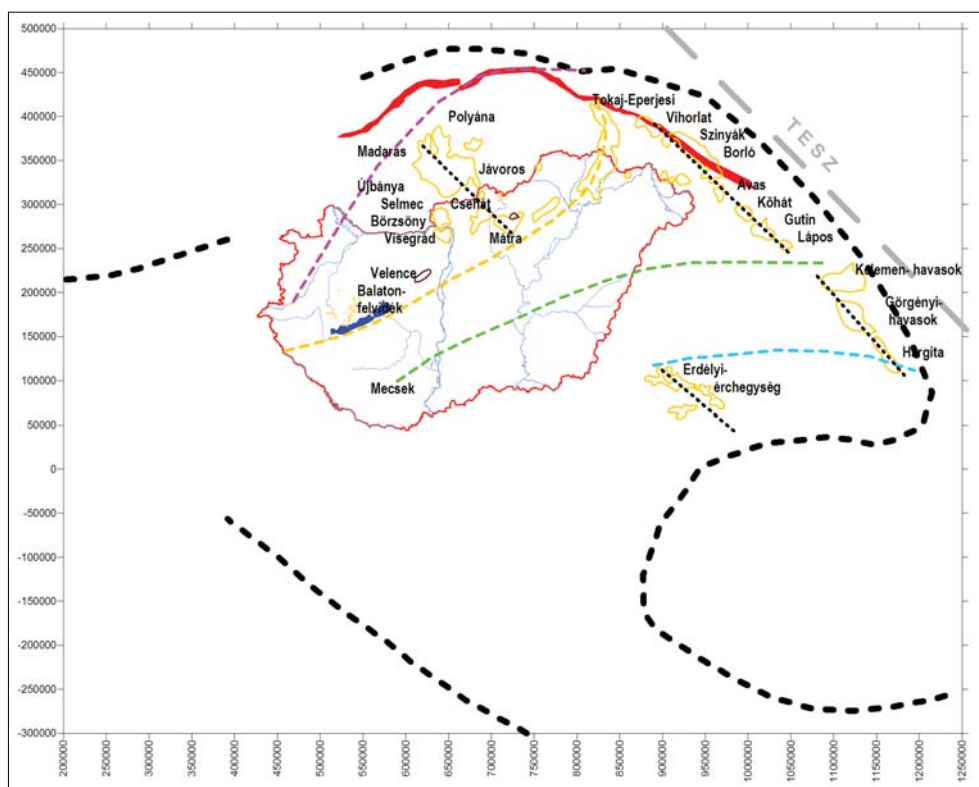 500000
450000
400000
350000
300000
250000
200000
150000
100000
50000
0
-50000
-100000
-150000
-200000
-250000
-300000
TESZ
Tokaj-Eperjesi
Polyána
Vihorlat
Szinyák
Madarás
Borló
Jávoros
Újbánya
Avas
Selmec
Cserhát
Kőhát
Börzsöny
Gutin
Visegrád
Mátra
Lápos
Velence
Kelemen- havasok
Balaton-
felvidék
Görgényi-
havasok
Hargita
Erdélyi-
érchegység
Mecsek
200000
250000
300000
350000
400000
450000
500000
550000
600000
650000
700000
750000
800000
850000
900000
950000
1000000
1050000
1100000
1150000
1200000
1250000